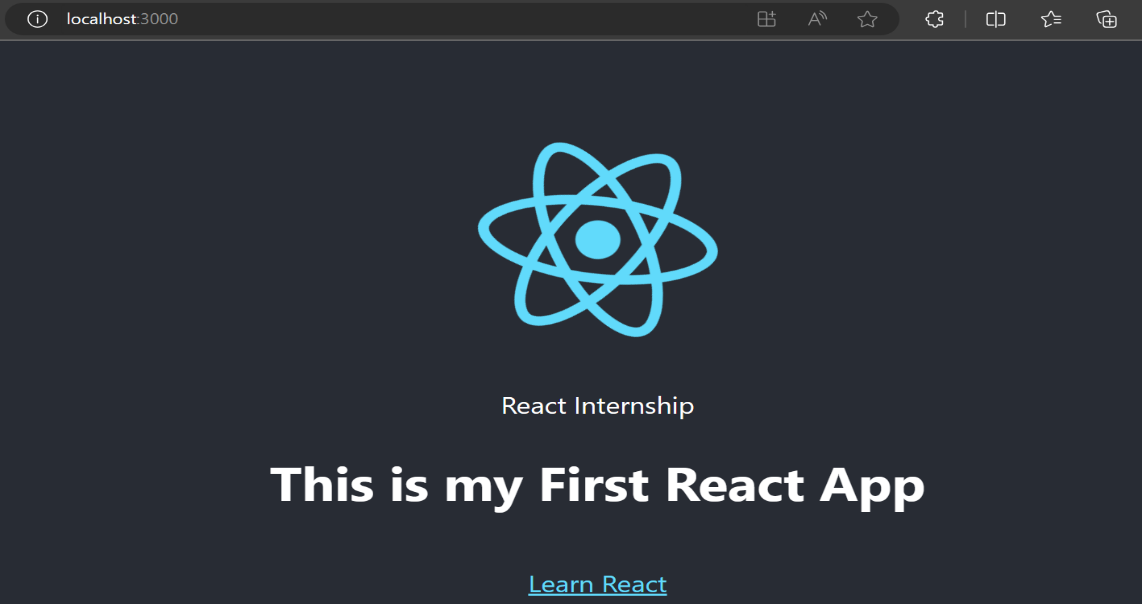 localhost:3000
React Internship
This is my First React App
Learn React